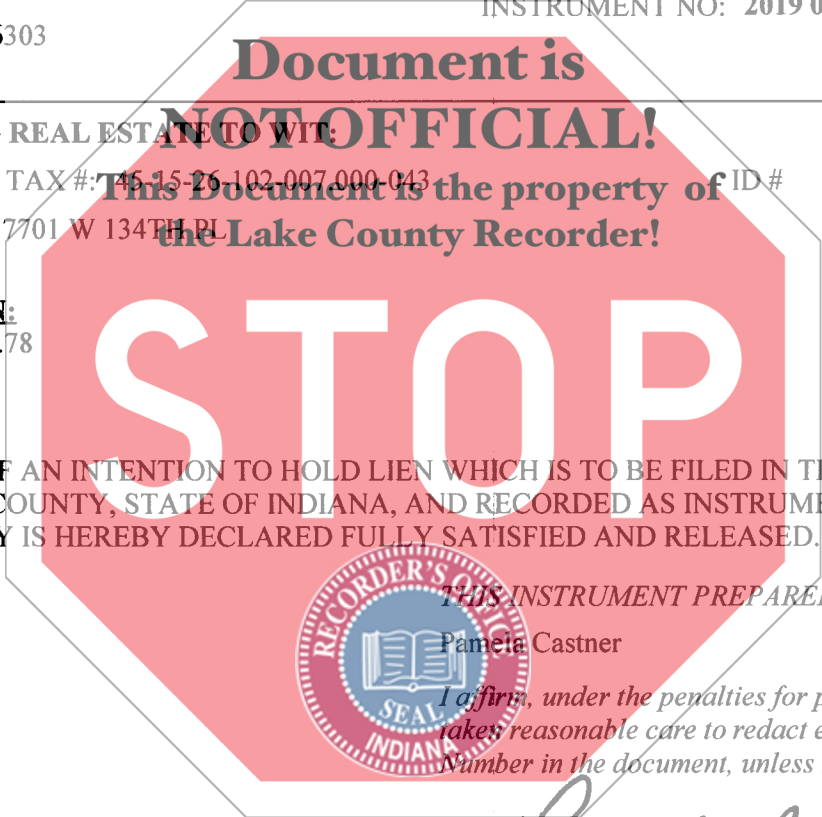 INSTRUMENT NO: 2019 0
303
Document is
NOT OFFICIAL!
REAL ESTATE TO WIT:
TAX #: 45-15-26-102-007.000-043 ID #
This Document is the property of
7701 W 134TH PL
the Lake County Recorder!
N:
.78
STOP
F AN INTENTION TO HOLD LIEN WHICH IS TO BE FILED IN TH
COUNTY, STATE OF INDIANA, AND RECORDED AS INSTRUME
Y IS HEREBY DECLARED FULLY SATISFIED AND RELEASED.
RECORDER'S OFFICE
SEAL
INDIANA
THIS INSTRUMENT PREPARE
Pamela Castner
I affirm, under the penalties for p
taken reasonable care to redact e
Number in the document, unless